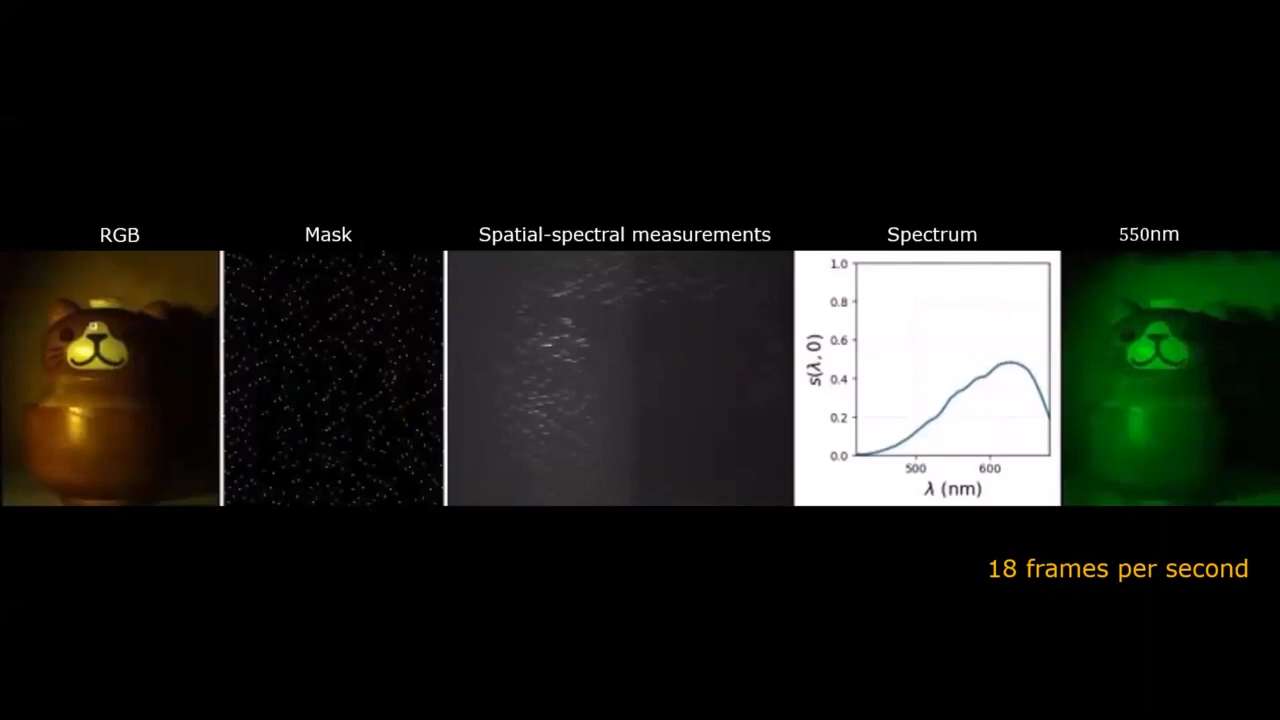 RGB
Mask
Spatial-spectral measurements
Spectrum
550nm
1.0
0.8
0.6
0.4
0.2
0.0
s(λ, 0)
500
600
λ (nm)
18 frames per second